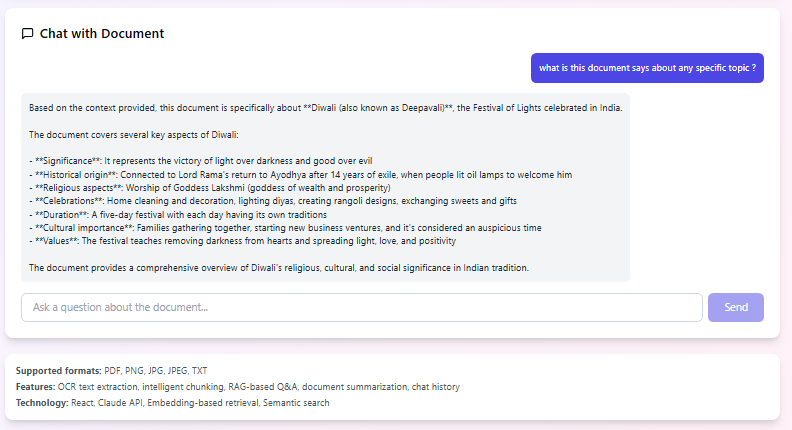 Chat with Document
what is this document says about any specific topic ?
Based on the context provided, this document is specifically about **Diwali (also known as Deepavali)**, the Festival of Lights celebrated in India.
The document covers several key aspects of Diwali:
- **Significance**: It represents the victory of light over darkness and good over evil
- **Historical origin**: Connected to Lord Rama's return to Ayodhya after 14 years of exile, when people lit oil lamps to welcome him
- **Religious aspects**: Worship of Goddess Lakshmi (goddess of wealth and prosperity)
- **Celebrations**: Home cleaning and decoration, lighting diyas, creating rangoli designs, exchanging sweets and gifts
- **Duration**: A five-day festival with each day having its own traditions
- **Cultural importance**: Families gathering together, starting new business ventures, and it's considered an auspicious time
- **Values**: The festival teaches removing darkness from hearts and spreading light, love, and positivity
The document provides a comprehensive overview of Diwali's religious, cultural, and social significance in Indian tradition.
Ask a question about the document... Send
Supported formats: PDF, PNG, JPG, JPEG, TXT
Features: OCR text extraction, intelligent chunking, RAG-based Q&A, document summarization, chat history
Technology: React, Claude API, Embedding-based retrieval, Semantic search